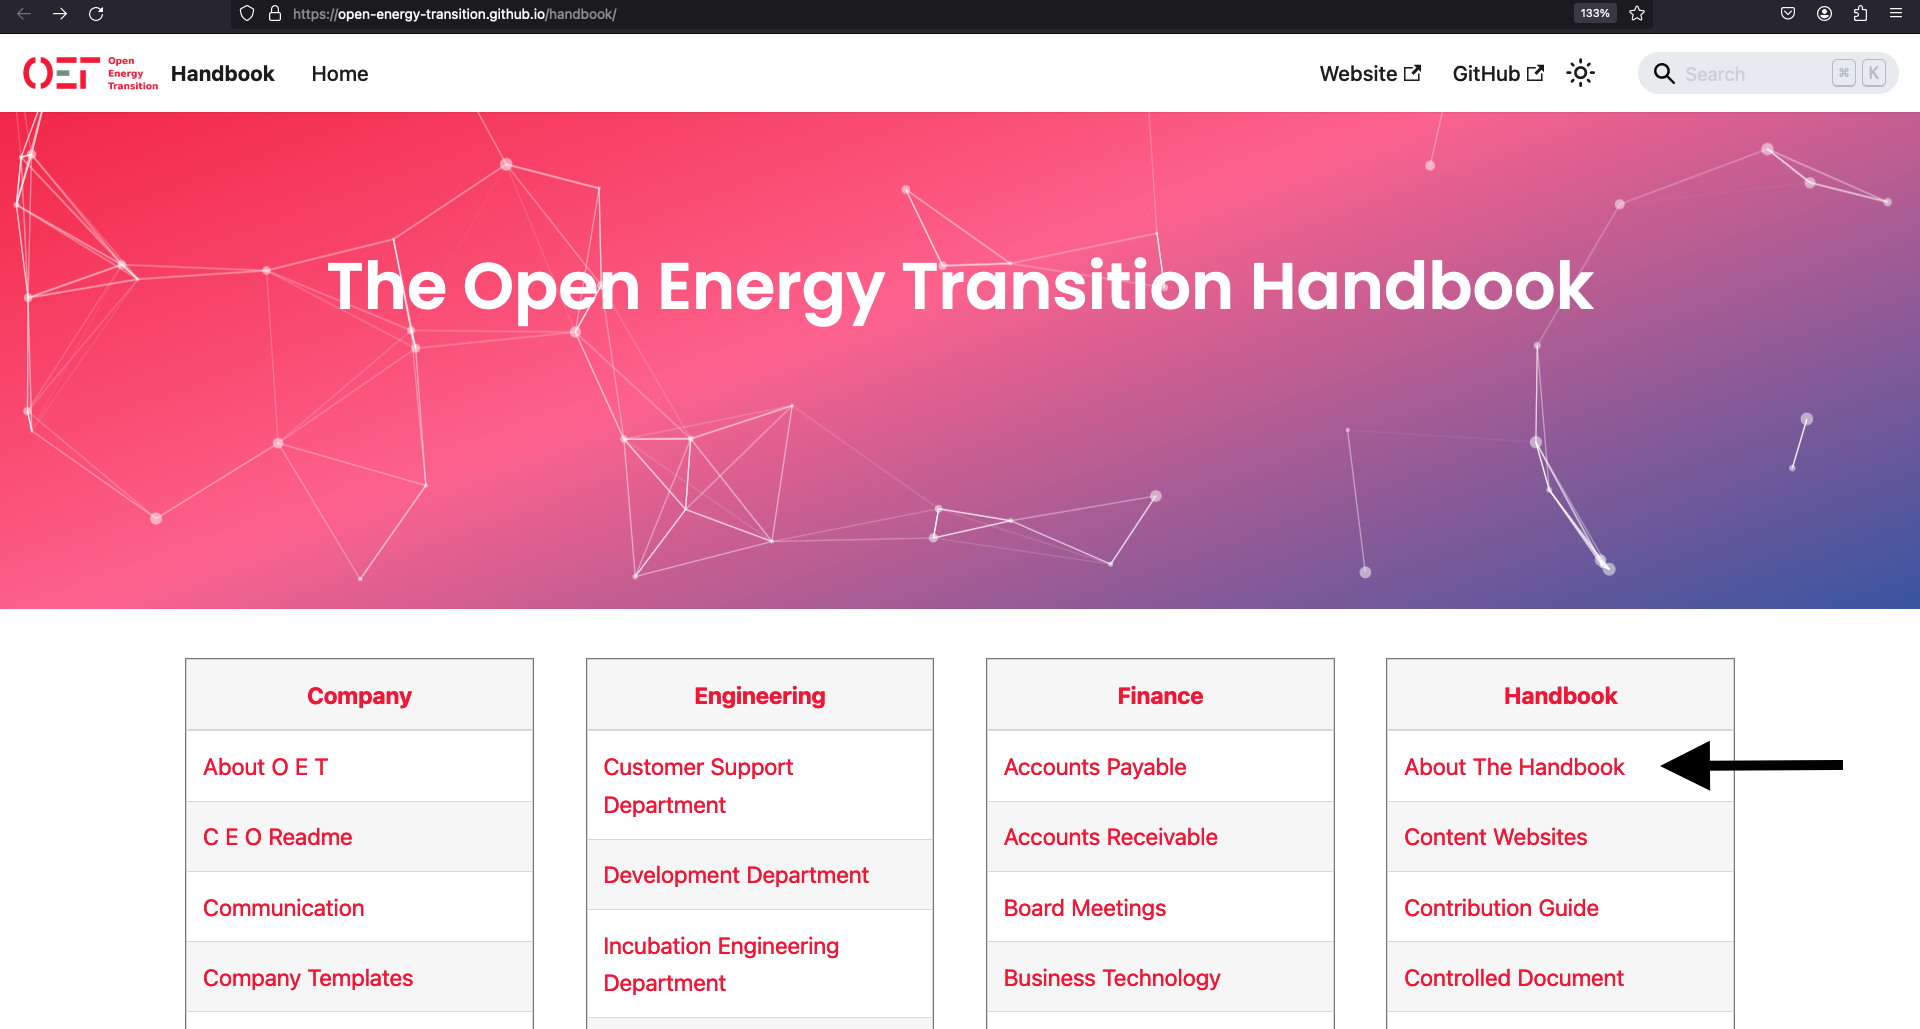 https://open-energy-transition.github.io/handbook/
133%
OET
Open
Energy
Transition
Handbook
Home
Website
GitHub
Search
⌘ K
The Open Energy Transition Handbook
Company
About O E T
C E O Readme
Communication
Company Templates
Engineering
Customer Support
Department
Development Department
Incubation Engineering
Department
Finance
Accounts Payable
Accounts Receivable
Board Meetings
Business Technology
Handbook
About The Handbook
Content Websites
Contribution Guide
Controlled Document